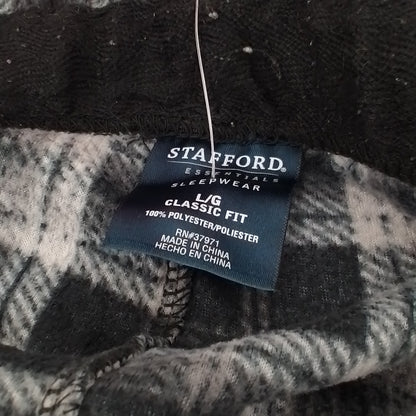 STAFFORD®
ESSENTIALS
SLEEPWEAR
L/G
CLASSIC FIT
100% POLYESTER/POLIESTER
RN#37971
MADE IN CHINA
HECHO EN CHINA